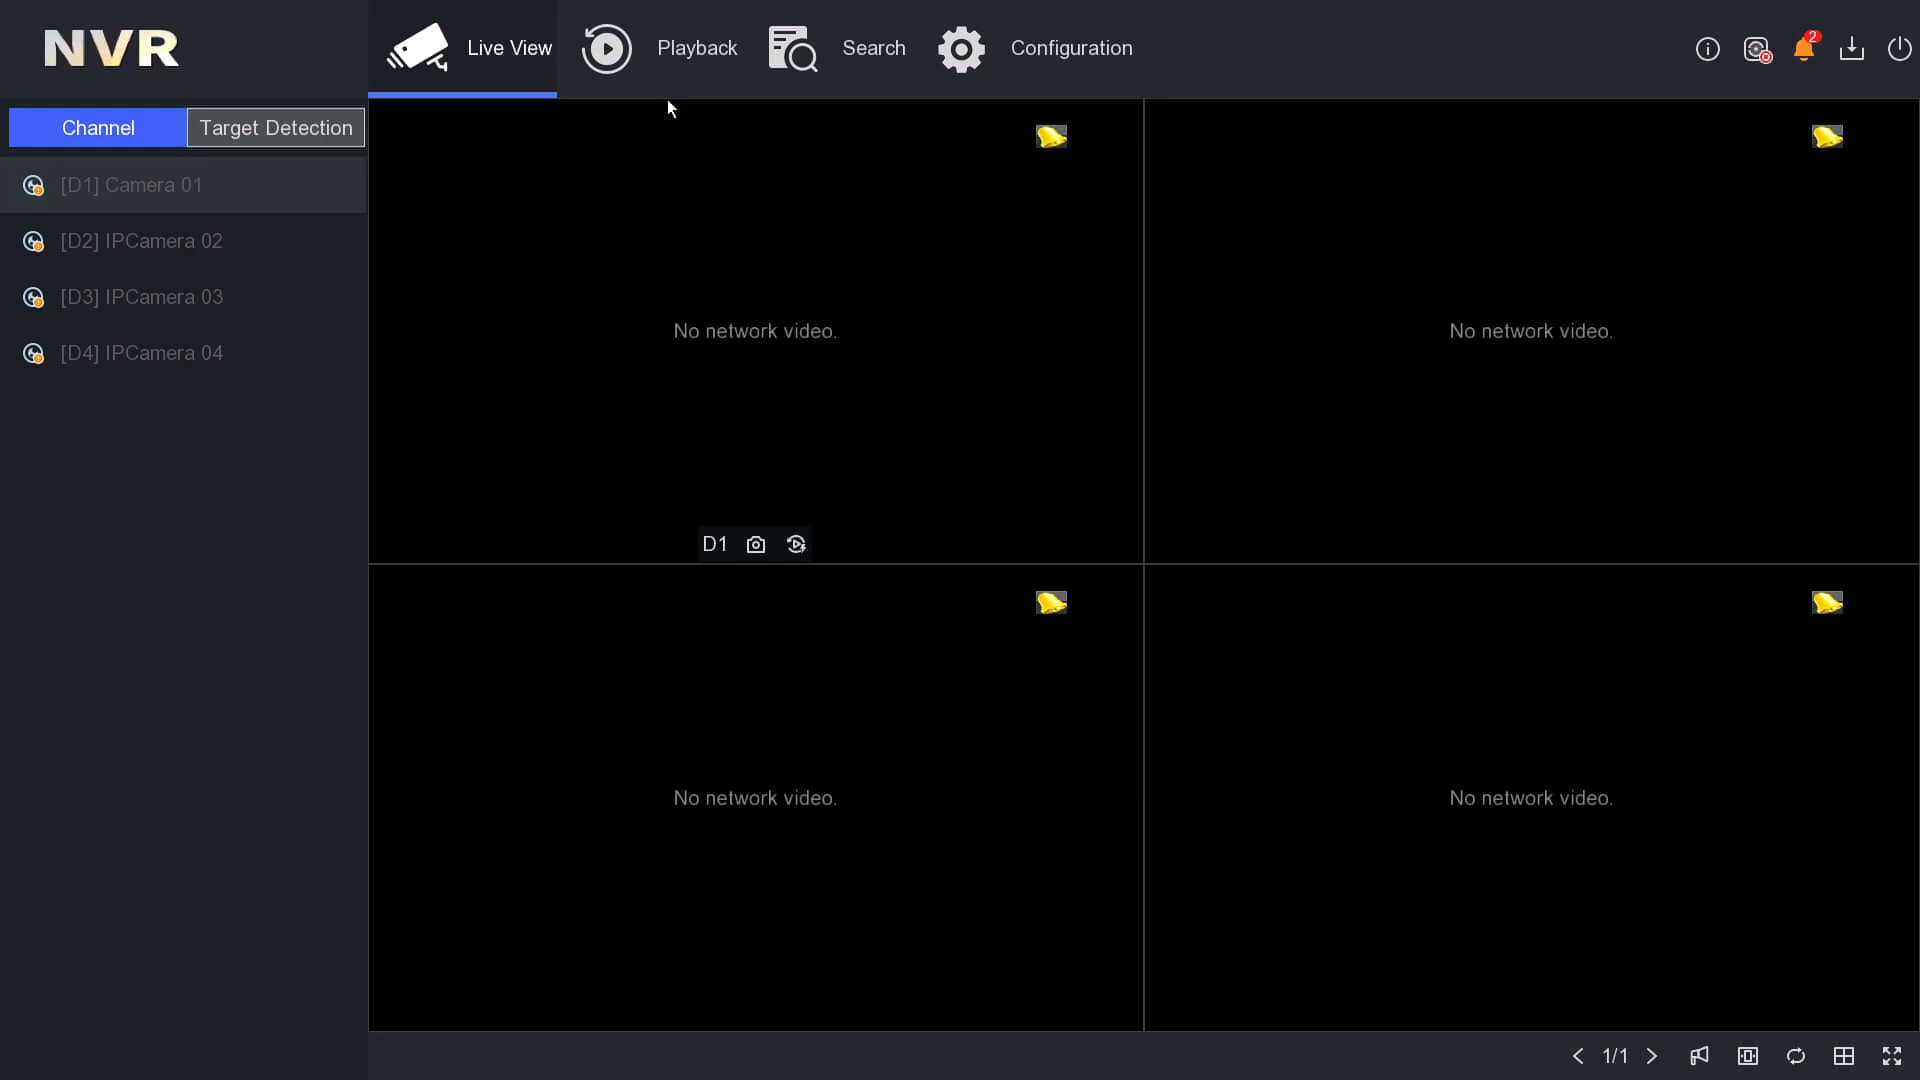 NVR
Live View
Playback
Search
Configuration
2
Channel
Target Detection
[D1] Camera 01
[D2] IPCamera 02
[D3] IPCamera 03
[D4] IPCamera 04
No network video.
No network video.
D1
No network video.
No network video.
1/1